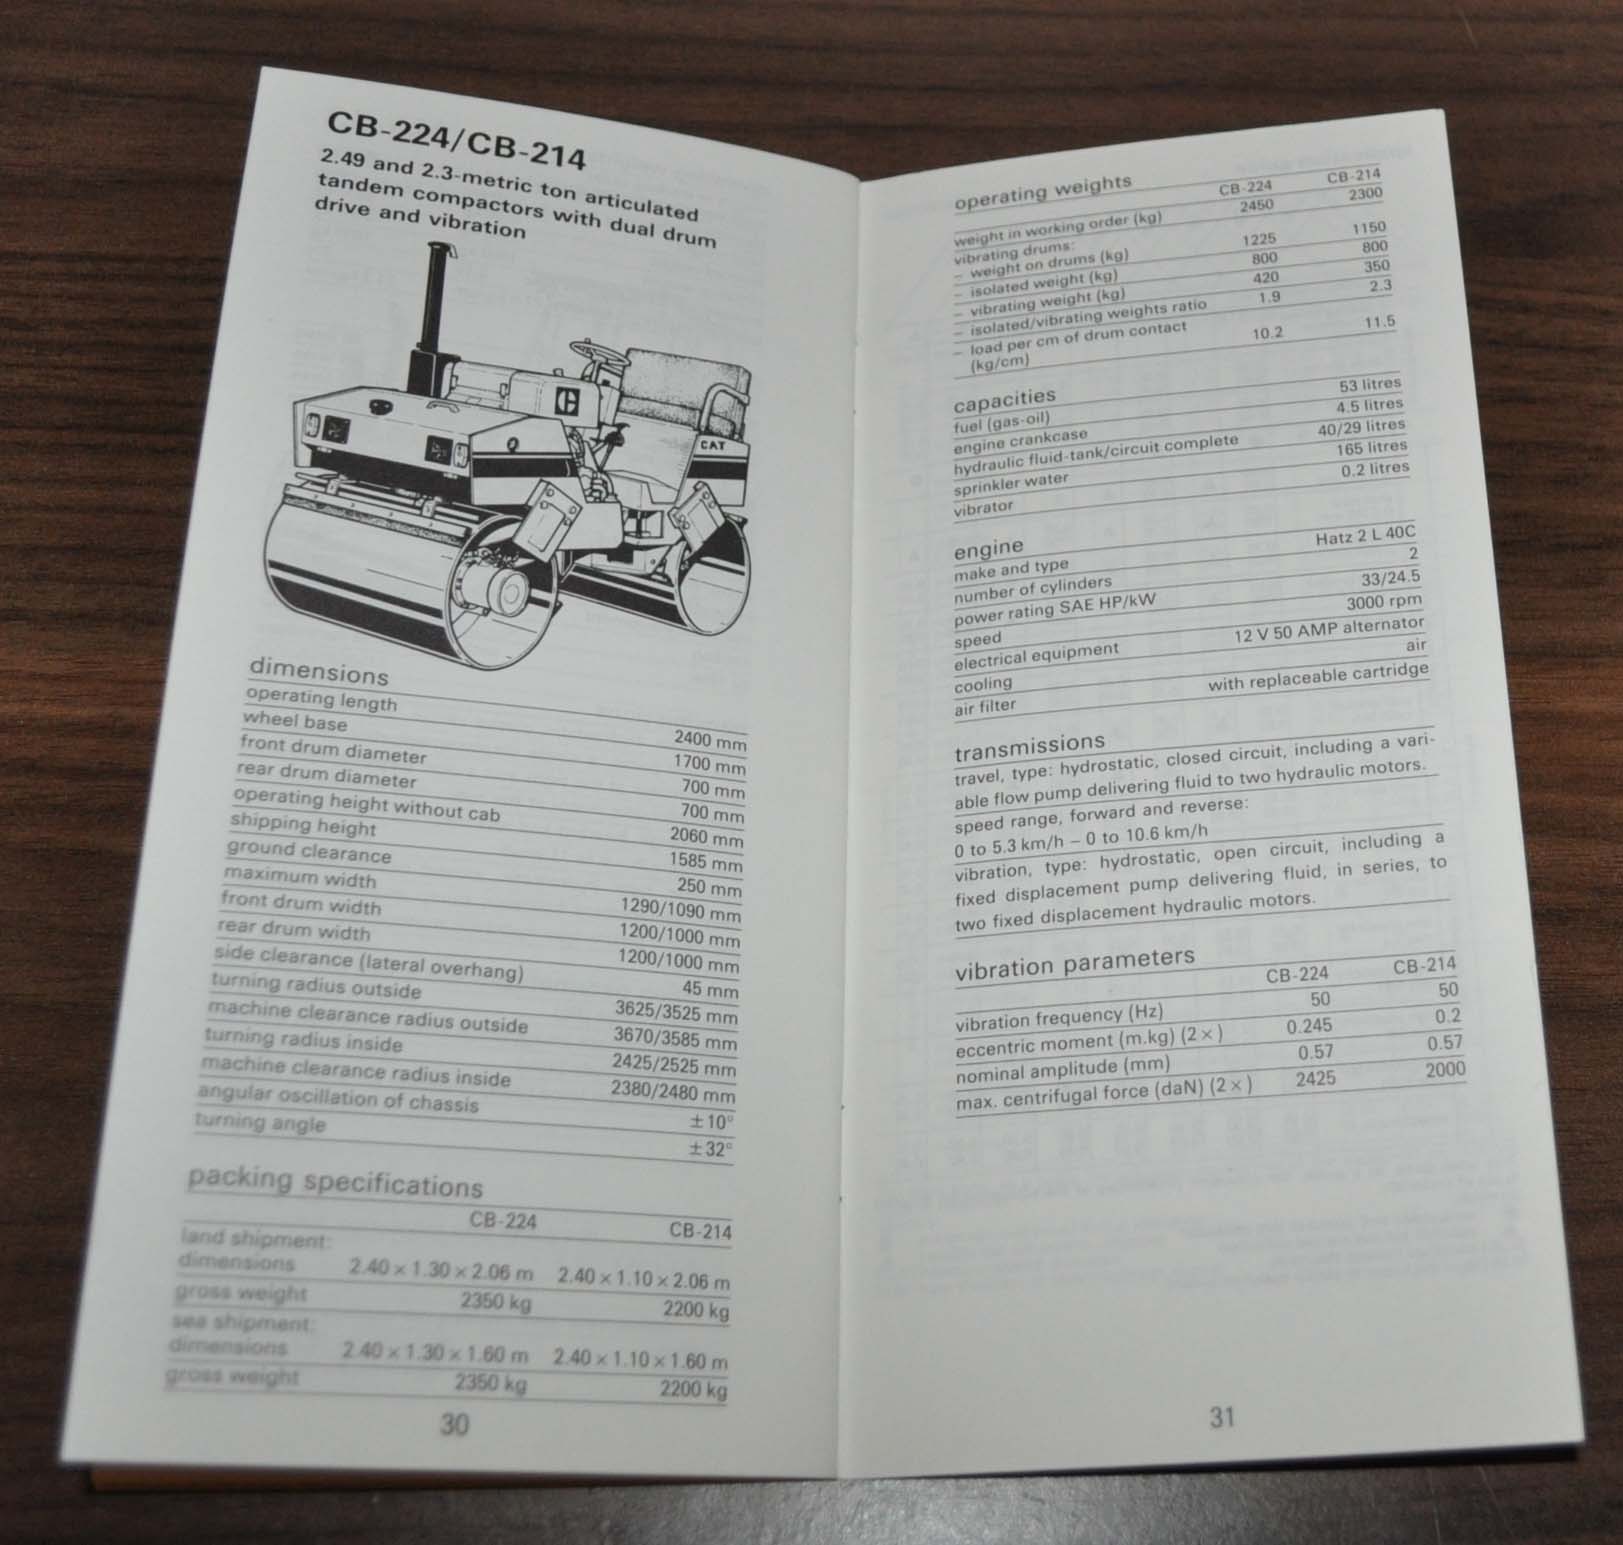 CB-224/CB-214
2.49 and 2.3-metric ton articulated
tandem compactors with dual drum
drive and vibration
CAT
dimensions
operating length 2400 mm
wheel base 1700 mm
front drum diameter 700 mm
rear drum diameter 700 mm
operating height without cab 2060 mm
shipping height 1585 mm
ground clearance 250 mm
maximum width 1290/1090 mm
front drum width 1200/1000 mm
rear drum width 1200/1000 mm
side clearance (lateral overhang) 45 mm
turning radius outside 3625/3525 mm
machine clearance radius outside 3670/3585 mm
turning radius inside 2425/2525 mm
machine clearance radius inside 2380/2480 mm
angular oscillation of chassis ±10°
turning angle ±32°
packing specifications
CB-224 CB-214
land shipment:
dimensions 2.40 × 1.30 × 2.06 m 2.40 × 1.10 × 2.06 m
gross weight 2350 kg 2200 kg
sea shipment:
dimensions 2.40 × 1.30 × 1.60 m 2.40 × 1.10 × 1.60 m
gross weight 2350 kg 2200 kg
30
operating weights
CB-224 CB-214
weight in working order (kg) 2450 2300
vibrating drums:
– weight on drums (kg) 1225 1150
– isolated weight (kg) 800 800
– vibrating weight (kg) 420 350
– isolated/vibrating weights ratio 1.9 2.3
– load per cm of drum contact
(kg/cm) 10.2 11.5
capacities
fuel (gas-oil) 53 litres
engine crankcase 4.5 litres
hydraulic fluid-tank/circuit complete 40/29 litres
sprinkler water 165 litres
vibrator 0.2 litres
engine
make and type Hatz 2 L 40C
number of cylinders 2
power rating SAE HP/kW 33/24.5
speed 3000 rpm
electrical equipment 12 V 50 AMP alternator
cooling air
air filter with replaceable cartridge
transmissions
travel, type: hydrostatic, closed circuit, including a vari-
able flow pump delivering fluid to two hydraulic motors.
speed range, forward and reverse:
0 to 5.3 km/h – 0 to 10.6 km/h
vibration, type: hydrostatic, open circuit, including a
fixed displacement pump delivering fluid, in series, to
two fixed displacement hydraulic motors.
vibration parameters
CB-224 CB-214
vibration frequency (Hz) 50 50
eccentric moment (m.kg) (2×) 0.245 0.2
nominal amplitude (mm) 0.57 0.57
max. centrifugal force (daN) (2×) 2425 2000
31